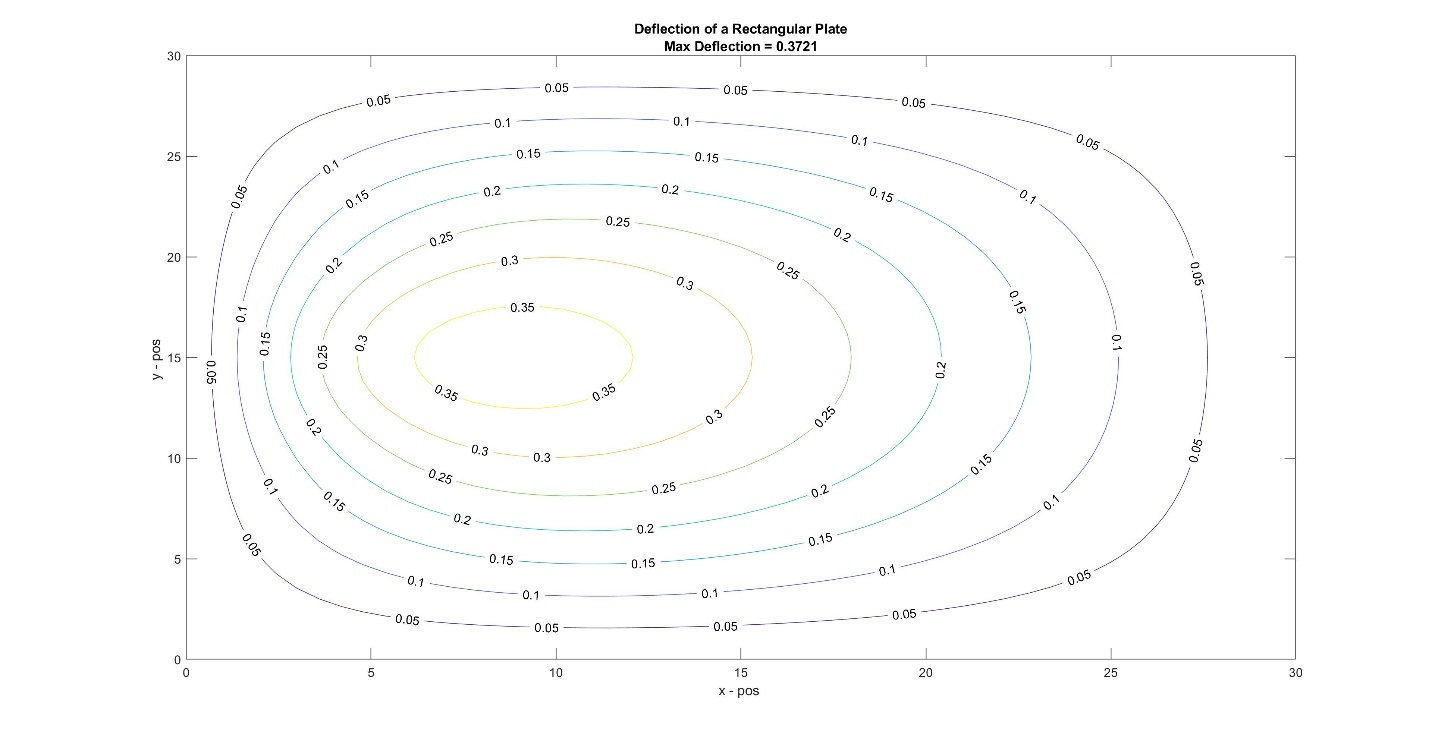 Deflection of a Rectangular Plate
Max Deflection = 0.3721
30
0.05 0.05 0.05 0.05
0.1 0.1 0.1 0.05
25 0.15 0.15
0.1 0.15 0.2 0.2 0.15 0.1
0.05 0.25 0.25 0.2
20 0.2 0.3 0.25 0.05
0.3
0.1 0.35 0.15
0.15 0.25 0.3 0.1
y - pos
15 0.05 0.2
0.35 0.35
0.2 0.3 0.25
10 0.3 0.3 0.05
0.1 0.15 0.25 0.25 0.2 0.15 0.1
0.05 0.2 0.2 0.15
5 0.15 0.15
0.1 0.1 0.1 0.1 0.05
0.05 0.05 0.05 0.05
0
0 5 10 15 20 25 30
x - pos